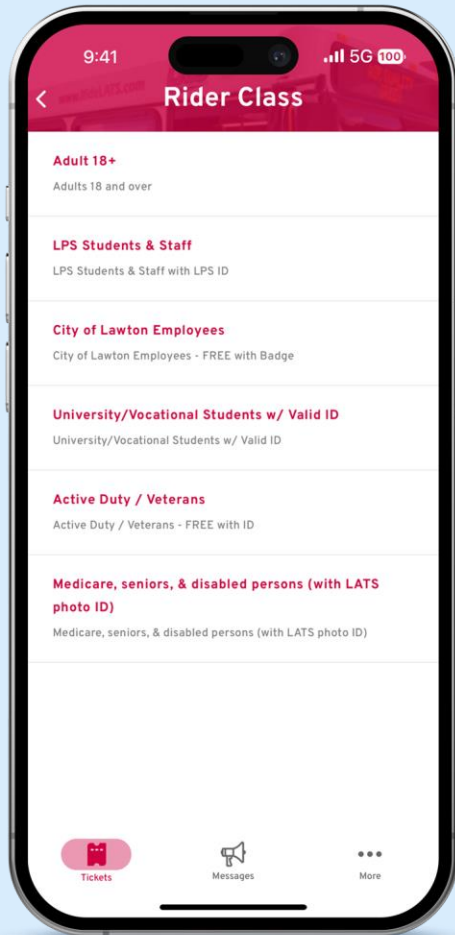 9:41
5G 100
Rider Class
Adult 18+
Adults 18 and over
LPS Students & Staff
LPS Students & Staff with LPS ID
City of Lawton Employees
City of Lawton Employees - FREE with Badge
University/Vocational Students w/ Valid ID
University/Vocational Students w/ Valid ID
Active Duty / Veterans
Active Duty / Veterans - FREE with ID
Medicare, seniors, & disabled persons (with LATS
photo ID)
Medicare, seniors, & disabled persons (with LATS photo ID)
Tickets
Messages
More